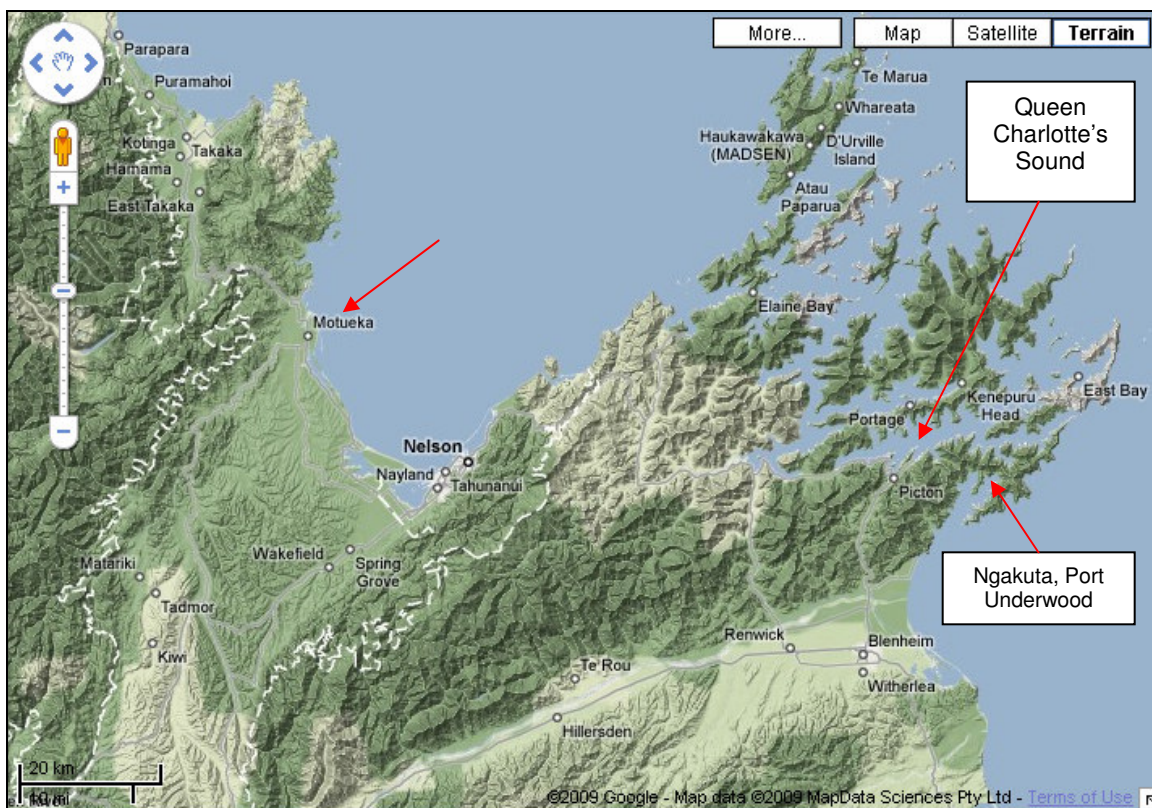 More...
Map
Satellite
Terrain
Parapara
Puramahoi
Kotinga
Takaka
Hamama
East Takaka
Te Marua
Whareata
Haukawakawa
(MADSEN)
D'Urville
Island
Atau
Paparua
Queen
Charlotte's
Sound
Motueka
Elaine Bay
Kenepuru
Head
East Bay
Portage
Nelson
Nayland
Tahunanui
Picton
Wakefield
Spring
Grove
Matariki
Tadmor
Kiwi
Ngakuta, Port
Underwood
Renwick
Blenheim
Witherlea
Te Rou
Hillersden
20 km
10 mi
©2009 Google - Map data ©2009 MapData Sciences Pty Ltd - Terms of Use